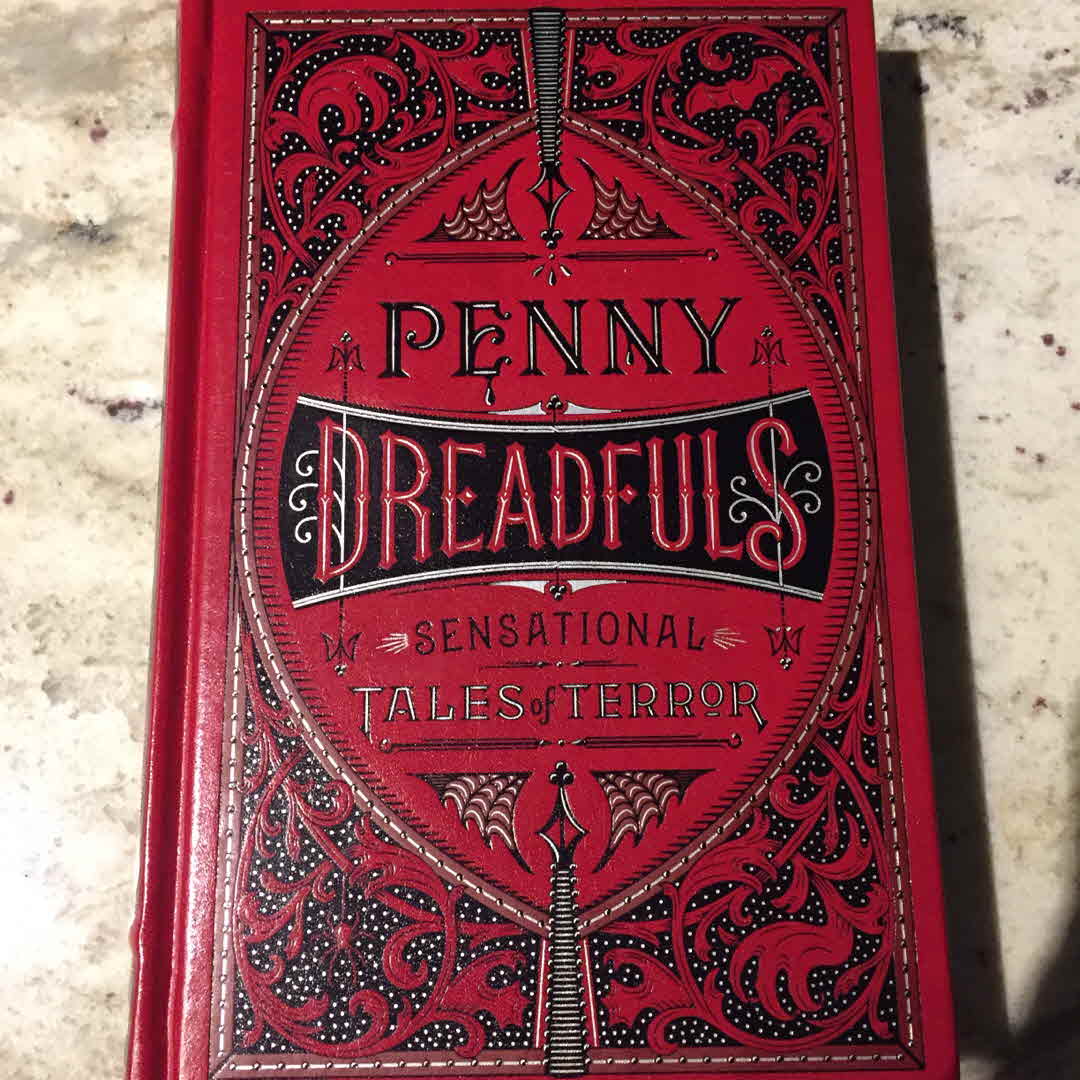 PENNY
DREADFULS
SENSATIONAL
TALES of TERROR